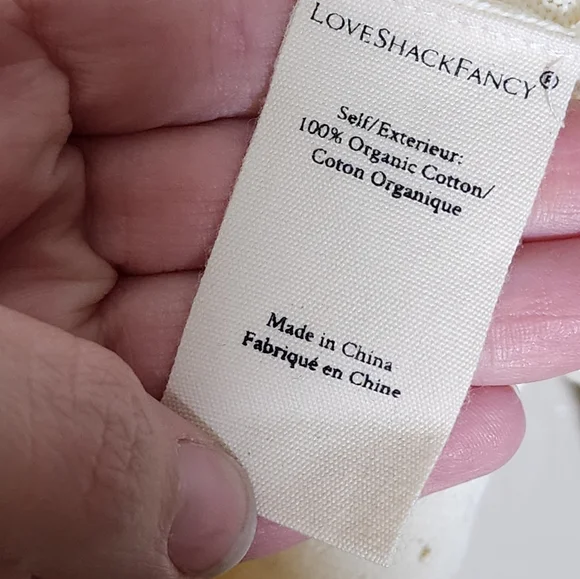 LOVESHACKFANCY®
Self/Exterieur:
100% Organic Cotton/
Coton Organique
Made in China
Fabriqué en Chine